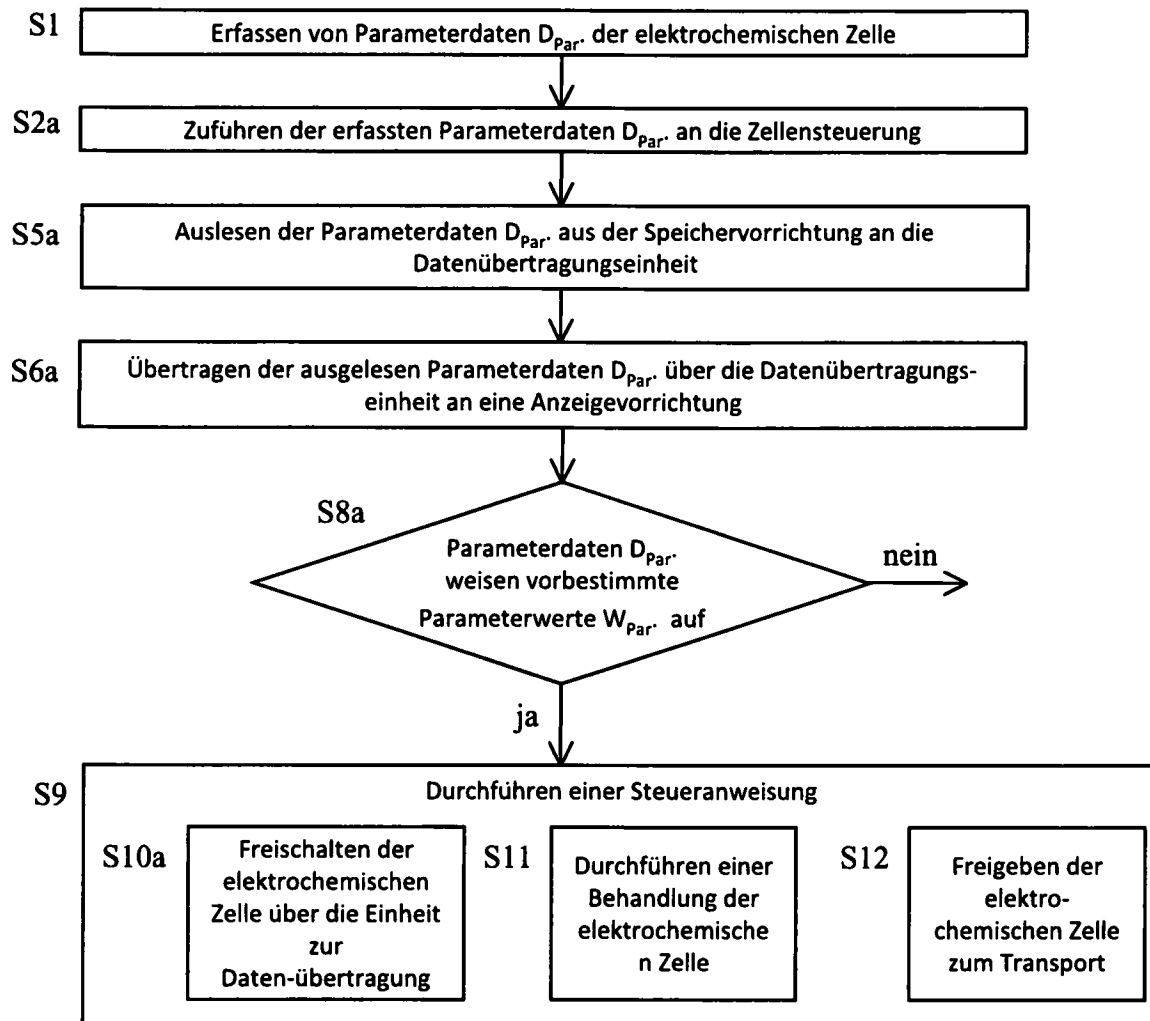 S1
Erfassen von Parameterdaten D_Par. der elektrochemischen Zelle
S2a
Zuführen der erfassten Parameterdaten D_Par. an die Zellensteuerung
S5a
Auslesen der Parameterdaten D_Par. aus der Speichervorrichtung an die
Datenübertragungseinheit
S6a
Übertragen der ausgelesen Parameterdaten D_Par. über die Datenübertragungs-
einheit an eine Anzeigevorrichtung
S8a
Parameterdaten D_Par.
weisen vorbestimmte
Parameterwerte W_Par. auf
nein
ja
S9
Durchführen einer Steueranweisung
S10a
Freischalten der
elektrochemischen
Zelle über die Einheit
zur
Daten-übertragung
S11
Durchführen einer
Behandlung der
elektrochemische
n Zelle
S12
Freigeben der
elektro-
chemischen Zelle
zum Transport